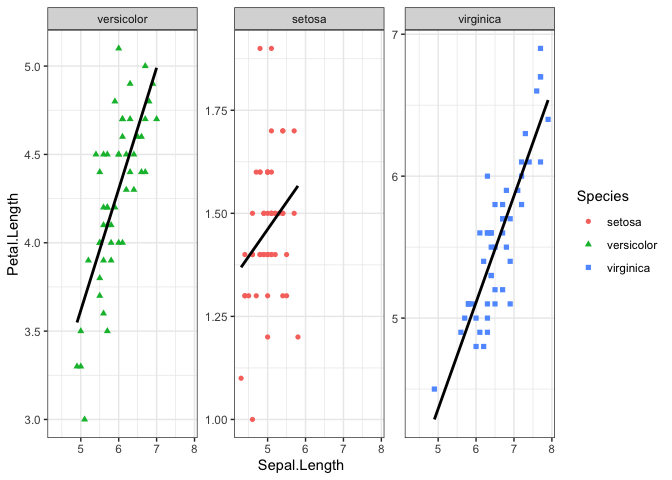 versicolor
setosa
virginica
Petal.Length
5.0
4.5
4.0
3.5
3.0
1.75
1.50
1.25
1.00
7
6
5
5 6 7 8
5 6 7 8
5 6 7 8
Sepal.Length
Species
setosa
versicolor
virginica